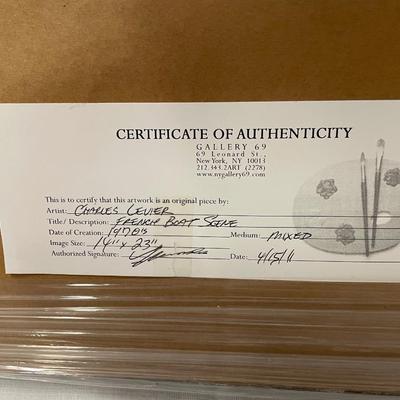 CERTIFICATE OF AUTHENTICITY
GALLERY 69
69 Leonard St.,
New York, NY 10013
212.343.2ART (2278)
www.nygallery69.com
This is to certify that this artwork is an original piece by:
Artist: CHARLES LEVIER
Title/ Description: FRENCH BOAT SCENE
Date of Creation: 1970's Medium: MIXED
Image Size: 14" x 23"
Authorized Signature: Date: 4/15/11